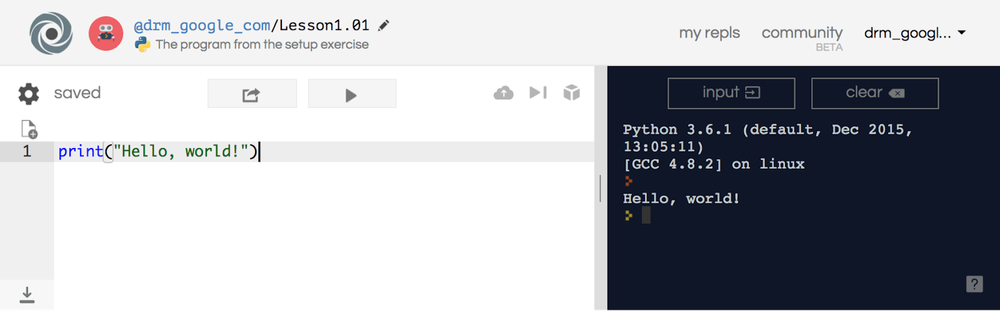 @drm_google_com/Lesson1.01
The program from the setup exercise
my repls
community
BETA
drm_googl...
saved
1 print("Hello, world!")
input
clear
Python 3.6.1 (default, Dec 2015,
13:05:11)
[GCC 4.8.2] on linux
Hello, world!
?